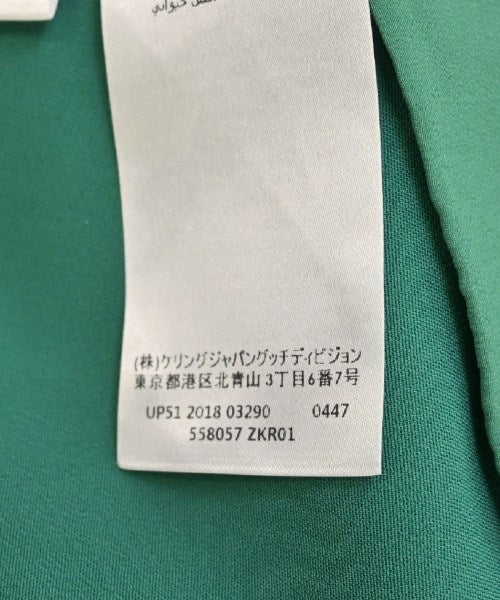 (株)ケリングジャパングッチディビジョン
東京都港区北青山3丁目6番7号
UP51 2018 03290 0447
558057 ZKR01